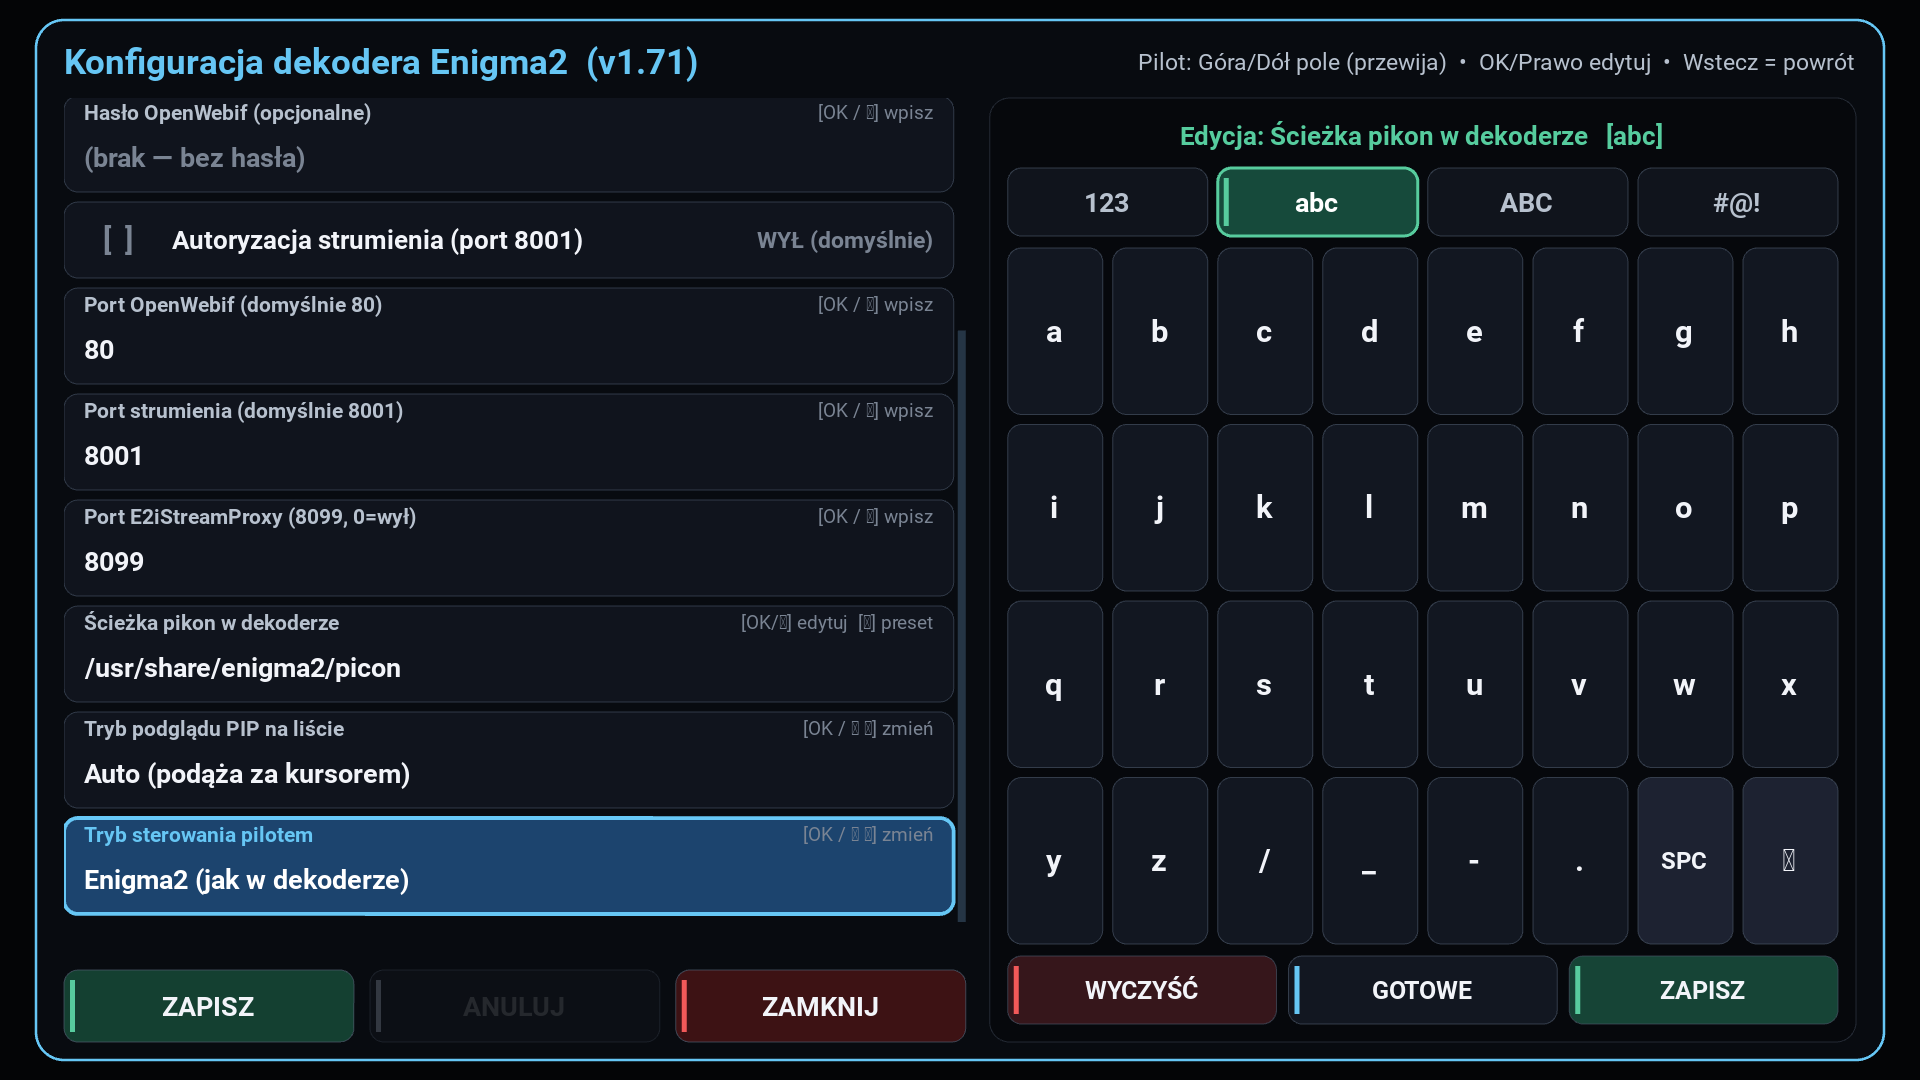 Konfiguracja dekodera Enigma2 (v1.71)
Pilot: Góra/Dół pole (przewija) • OK/Prawo edytuj • Wstecz = powrót
Hasło OpenWebif (opcjonalne) [OK / ▯] wpisz
(brak — bez hasła)
[ ] Autoryzacja strumienia (port 8001) WYŁ (domyślnie)
Port OpenWebif (domyślnie 80) [OK / ▯] wpisz
80
Port strumienia (domyślnie 8001) [OK / ▯] wpisz
8001
Port E2iStreamProxy (8099, 0=wył) [OK / ▯] wpisz
8099
Ścieżka pikon w dekoderze [OK/▯] edytuj [▯] preset
/usr/share/enigma2/picon
Tryb podglądu PIP na liście [OK / ▯ ▯] zmień
Auto (podąża za kursorem)
Tryb sterowania pilotem [OK / ▯ ▯] zmień
Enigma2 (jak w dekoderze)
ZAPISZ ANULUJ ZAMKNIJ
Edycja: Ścieżka pikon w dekoderze [abc]
123 abc ABC #@!
a b c d e f g h
i j k l m n o p
q r s t u v w x
y z / _ - . SPC ▯
WYCZYŚĆ GOTOWE ZAPISZ